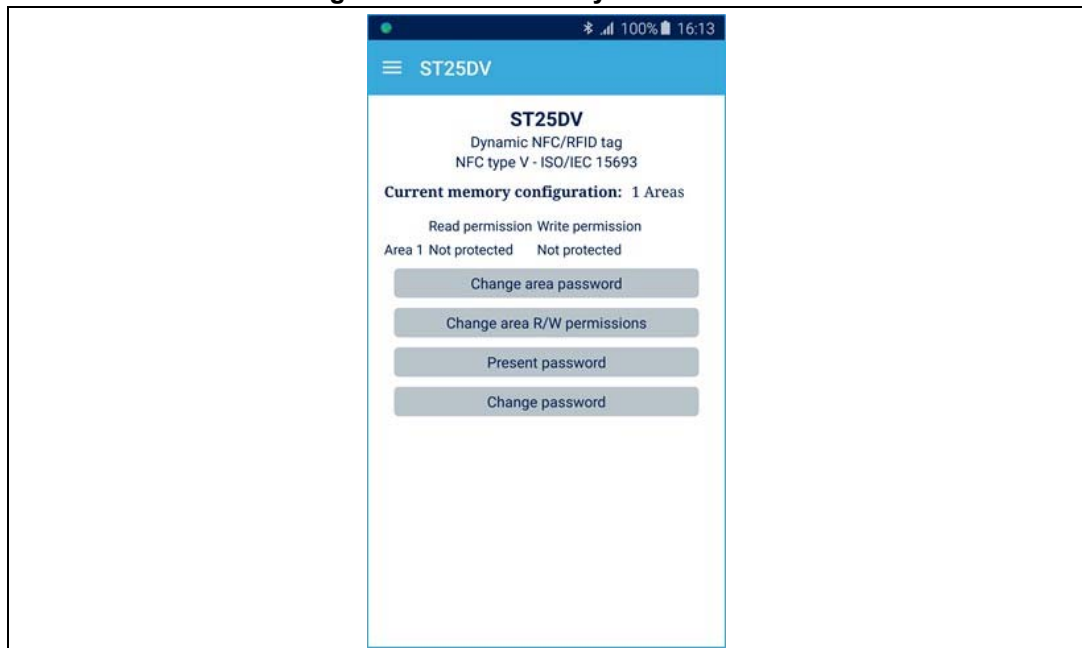 100% 16:13
ST25DV
ST25DV
Dynamic NFC/RFID tag
NFC type V - ISO/IEC 15693
Current memory configuration: 1 Areas
Read permission Write permission
Area 1 Not protected Not protected
Change area password
Change area R/W permissions
Present password
Change password